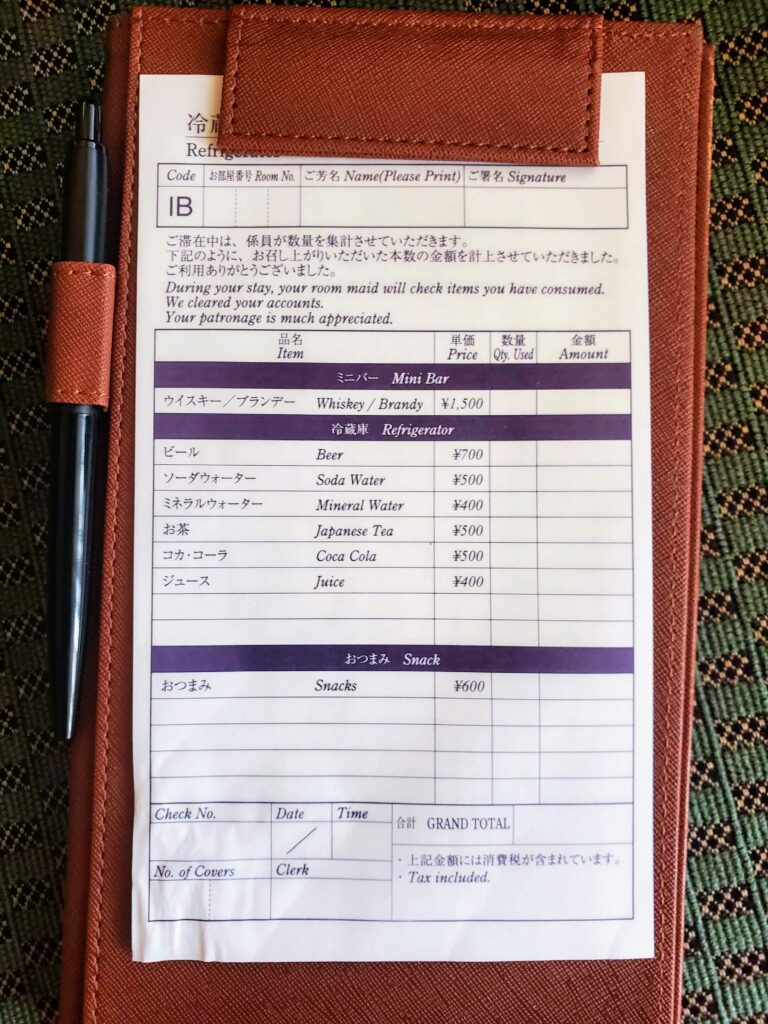 冷蔵
Refrigerator
Code お部屋番号 Room No. ご芳名 Name(Please Print) ご署名 Signature
IB
ご滞在中は、係員が数量を集計させていただきます。
下記のように、お召し上がりいただいた本数の金額を計上させていただきました。
ご利用ありがとうございました。
During your stay, your room maid will check items you have consumed.
We cleared your accounts.
Your patronage is much appreciated.
品名 単価 数量 金額
Item Price Qty. Used Amount
ミニバー Mini Bar
ウイスキー／ブランデー Whiskey / Brandy ¥1,500
冷蔵庫 Refrigerator
ビール Beer ¥700
ソーダウォーター Soda Water ¥500
ミネラルウォーター Mineral Water ¥400
お茶 Japanese Tea ¥500
コカ・コーラ Coca Cola ¥500
ジュース Juice ¥400
おつまみ Snack
おつまみ Snacks ¥600
Check No. Date Time 合計 GRAND TOTAL
／
・上記金額には消費税が含まれています。
・Tax included.
No. of Covers Clerk